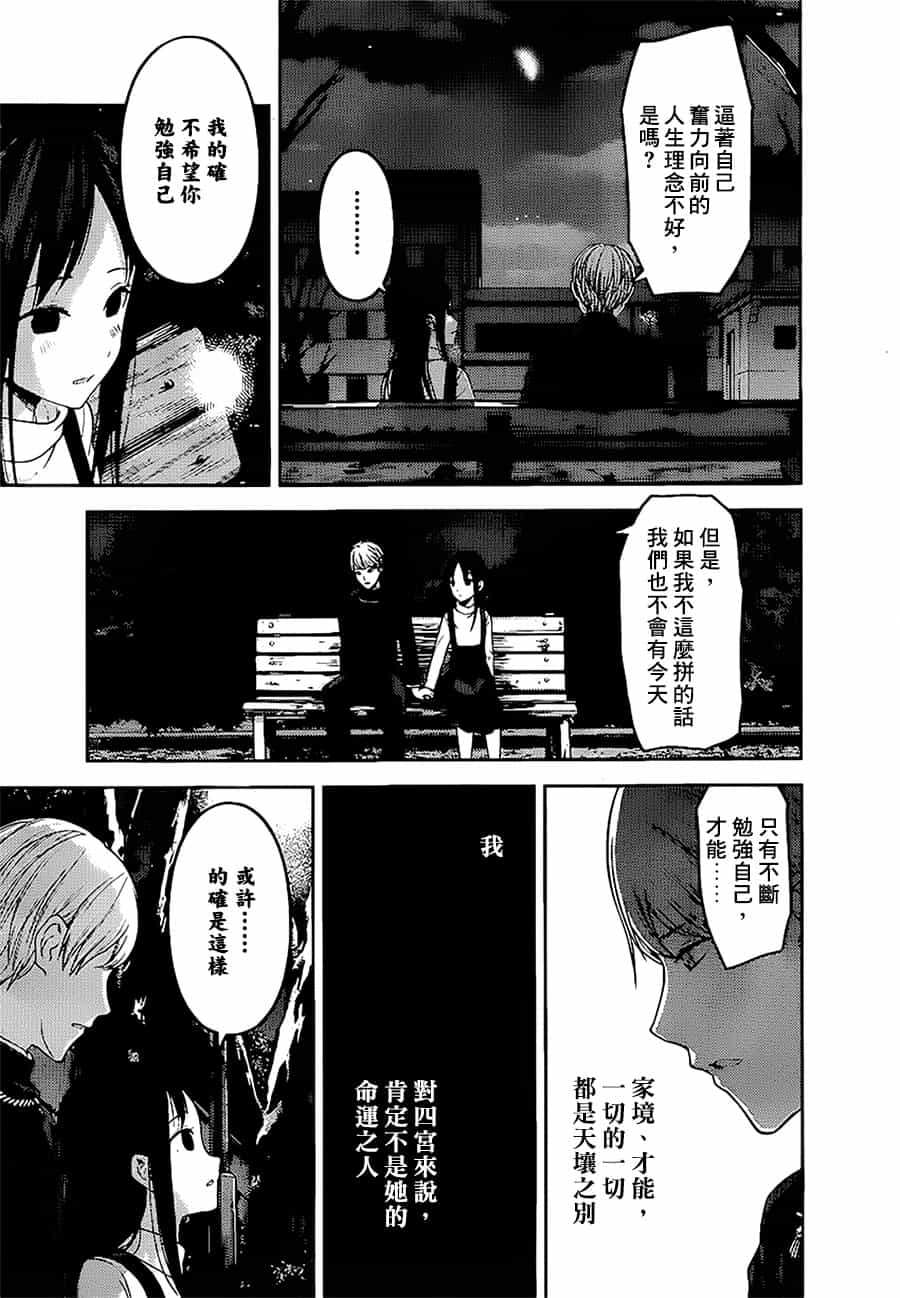 逼著自己
奮力向前的
人生理念不好，
是嗎？
………
我的確
不希望你
勉強自己
但是，
如果我不這麼拼的話
我們也不會有今天
只有不斷
勉強自己，
才能……
家境、才能，
一切的一切
都是天壤之別
我
對四宮來說，
肯定不是她的
命運之人
或許……
的確是這樣